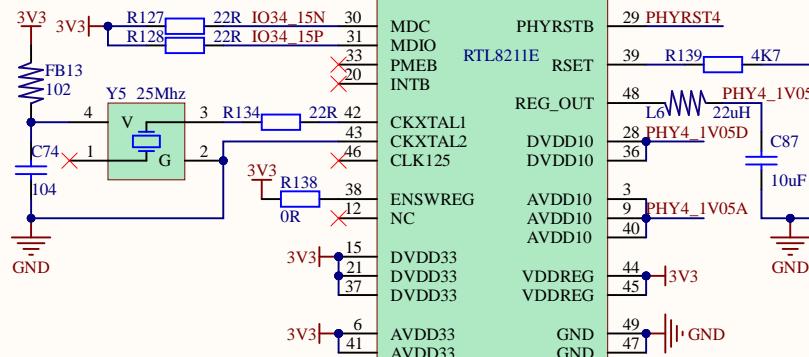 3V3 3V3 R127 22R IO34_15N 30 MDC PHYRSTB 29 PHYRST4
R128 22R IO34_15P 31 MDIO
33 PMEB RTL8211E RSET 39 R139 4K7
FB13 20 INTB
102
Y5 25Mhz REG_OUT 48 L6 22uH PHY4_1V05
4 V 3 R134 22R 42 CKXTAL1
43 CKXTAL2 DVDD10 28 PHY4_1V05D C87
C74 1 G 2 46 CLK125 DVDD10 36
104 3V3 10uF
R138 38 ENSWREG AVDD10 3
0R 12 NC AVDD10 9 PHY4_1V05A
AVDD10 40
GND 3V3 15 DVDD33 GND
21 DVDD33 VDDREG 44 3V3
37 DVDD33 VDDREG 45
3V3 6 AVDD33 GND 49 GND
41 AVDD33 GND 47